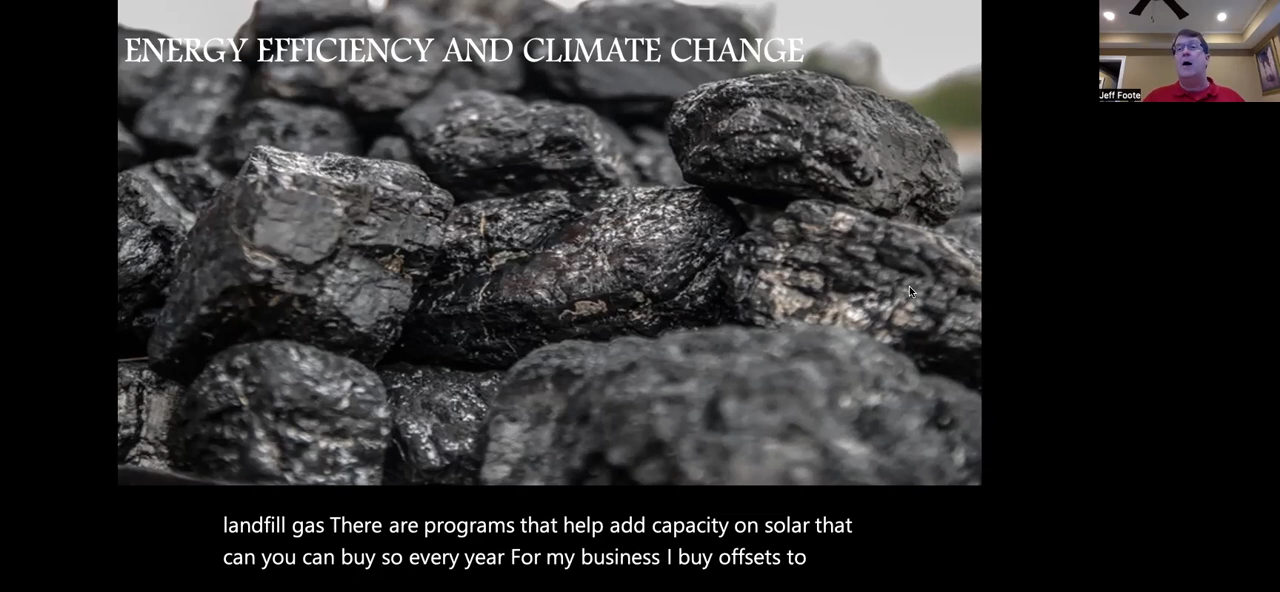 ENERGY EFFICIENCY AND CLIMATE CHANGE
Jeff Foote
landfill gas There are programs that help add capacity on solar that
can you can buy so every year For my business I buy offsets to